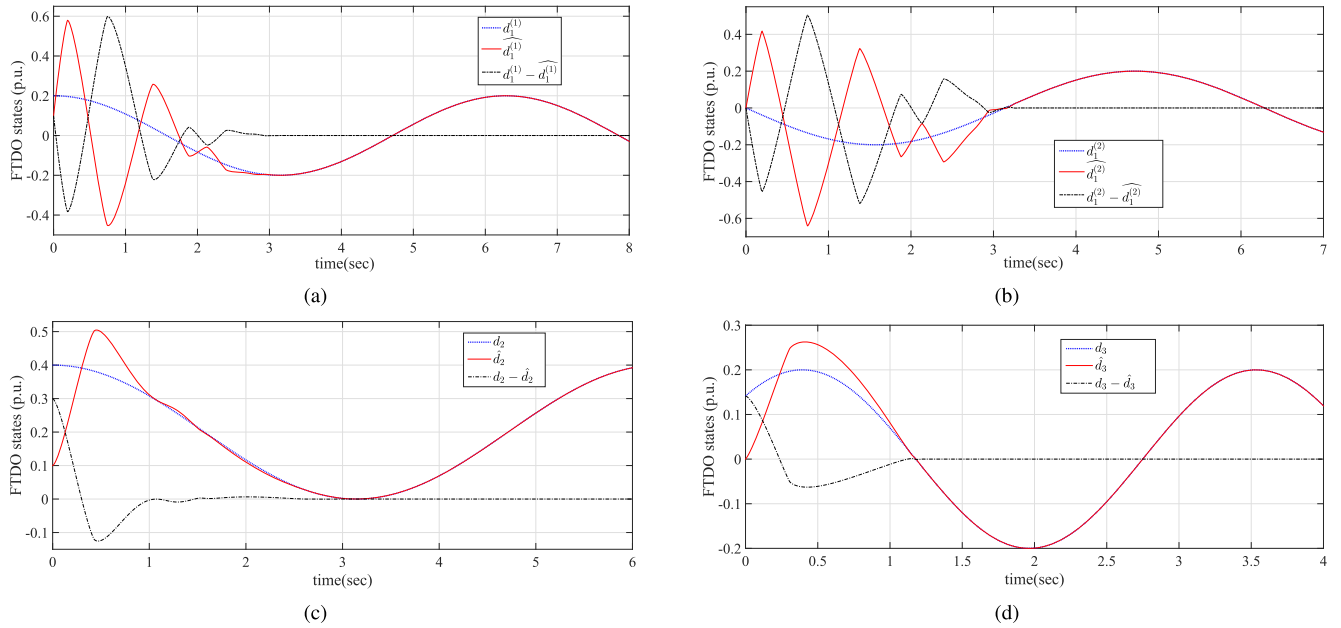 FTDO states (p.u.)
0.6
0.4
0.2
0
-0.2
-0.4
0 1 2 3 4 5 6 7 8
time(sec)
$d_1^{(1)}$
$\widehat{d_1^{(1)}}$
$d_1^{(1)} - \widehat{d_1^{(1)}}$
(a)
FTDO states (p.u.)
0.4
0.2
0
-0.2
-0.4
-0.6
0 1 2 3 4 5 6 7
time(sec)
$d_1^{(2)}$
$\widehat{d_1^{(2)}}$
$d_1^{(2)} - \widehat{d_1^{(2)}}$
(b)
FTDO states (p.u.)
0.5
0.4
0.3
0.2
0.1
0
-0.1
0 1 2 3 4 5 6
time(sec)
$d_2$
$\hat{d}_2$
$d_2 - \hat{d}_2$
(c)
FTDO states (p.u.)
0.3
0.2
0.1
0
-0.1
-0.2
0 0.5 1 1.5 2 2.5 3 3.5 4
time(sec)
$d_3$
$\hat{d}_3$
$d_3 - \hat{d}_3$
(d)